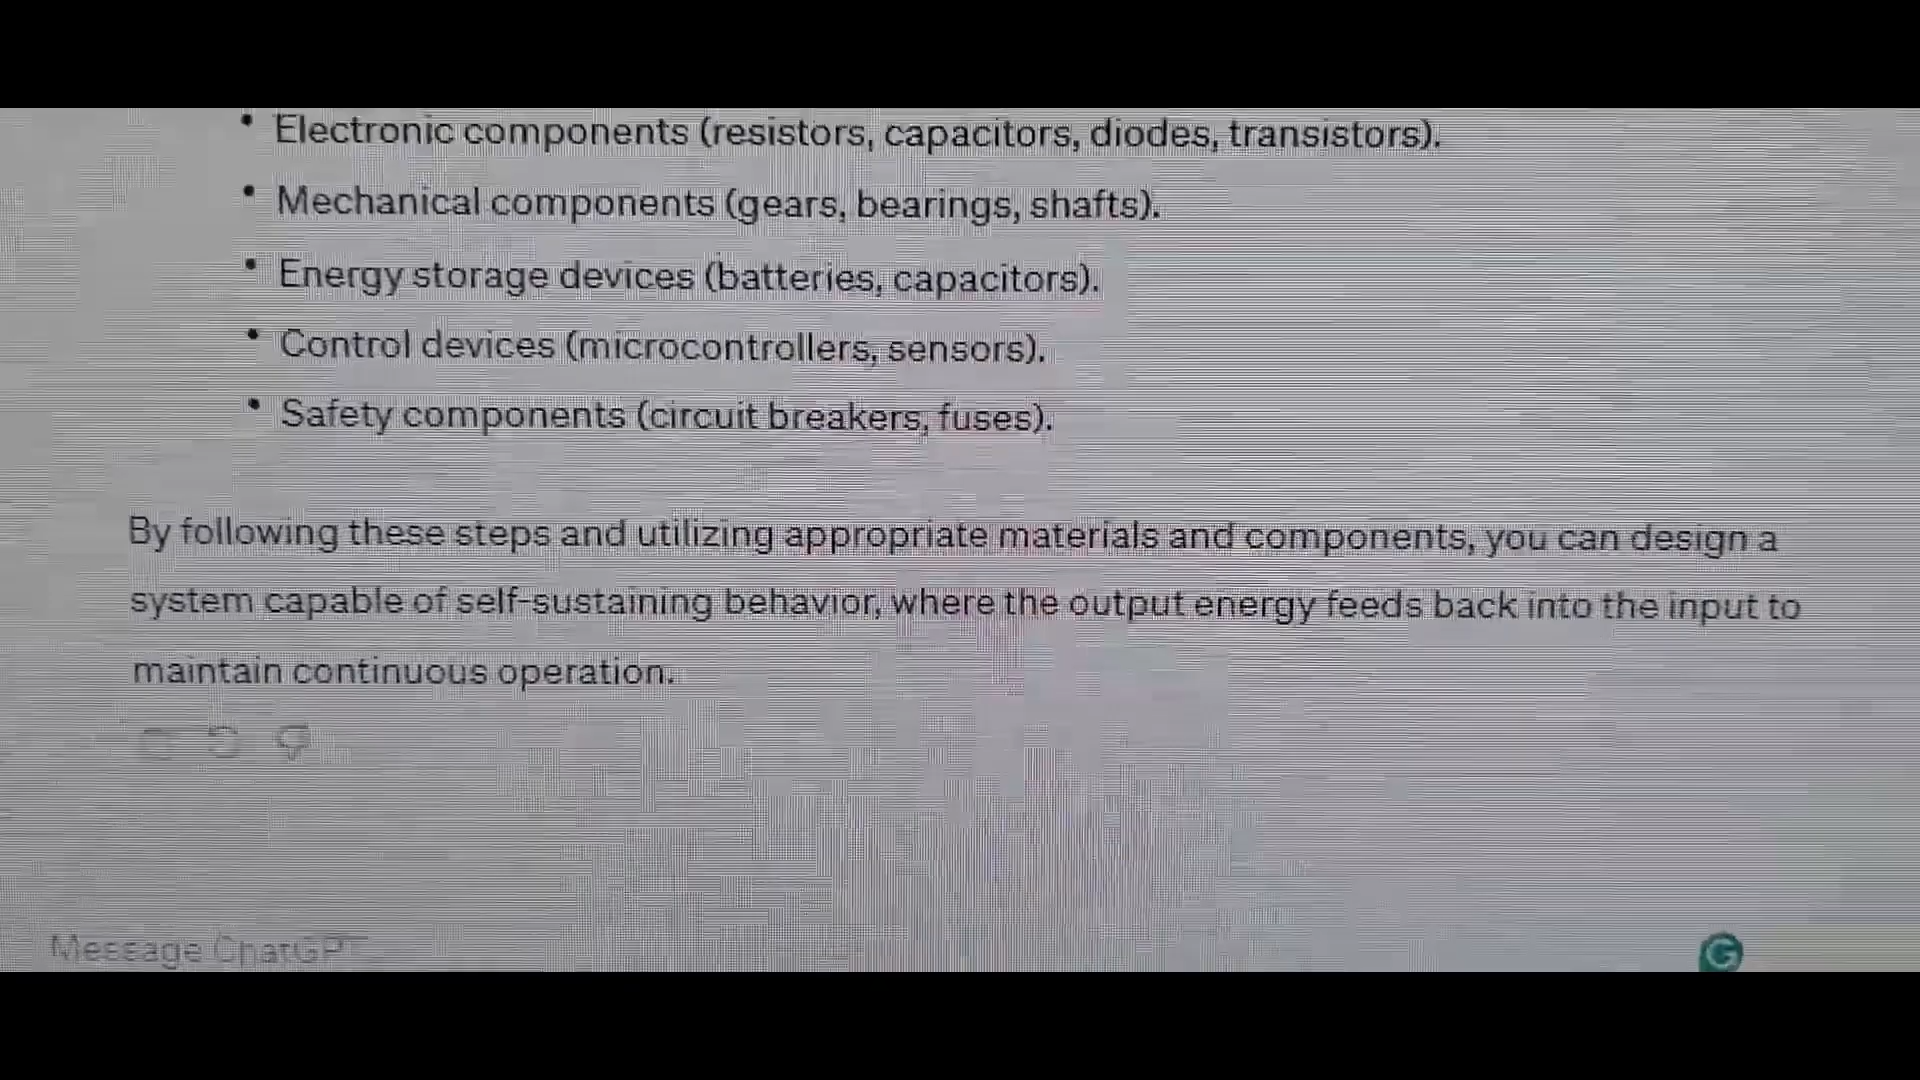 • Electronic components (resistors, capacitors, diodes, transistors).
• Mechanical components (gears, bearings, shafts).
• Energy storage devices (batteries, capacitors).
• Control devices (microcontrollers, sensors).
• Safety components (circuit breakers, fuses).
By following these steps and utilizing appropriate materials and components, you can design a
system capable of self-sustaining behavior, where the output energy feeds back into the input to
maintain continuous operation.
Message ChatGPT
G